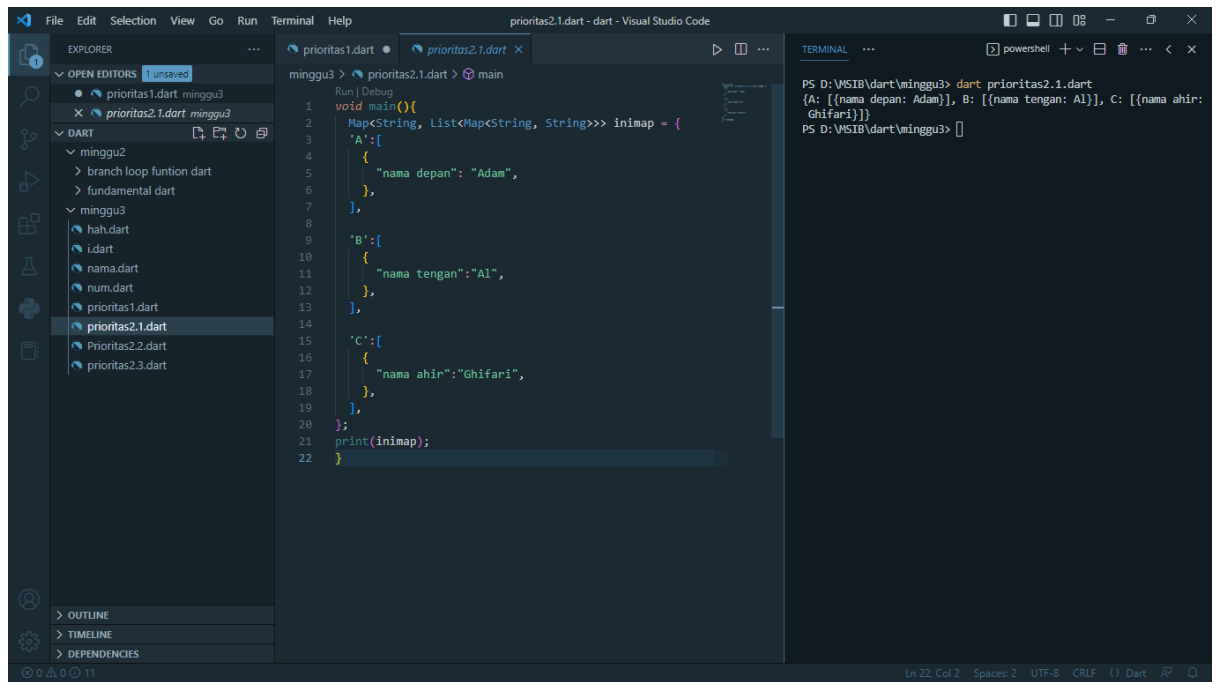 File Edit Selection View Go Run Terminal Help prioritas2.1.dart - dart - Visual Studio Code
EXPLORER
OPEN EDITORS 1 unsaved
prioritas1.dart minggu3
prioritas2.1.dart minggu3
DART
minggu2
branch loop funtion dart
fundamental dart
minggu3
hah.dart
i.dart
nama.dart
num.dart
prioritas1.dart
prioritas2.1.dart
Prioritas2.2.dart
prioritas2.3.dart
OUTLINE
TIMELINE
DEPENDENCIES
prioritas1.dart prioritas2.1.dart
minggu3 > prioritas2.1.dart > main
Run | Debug
1 void main(){
2 Map<String, List<Map<String, String>>> inimap = {
3 'A':[
4 {
5 "nama depan": "Adam",
6 },
7 ],
8
9 'B':[
10 {
11 "nama tengan":"Al",
12 },
13 ],
14
15 'C':[
16 {
17 "nama ahir":"Ghifari",
18 },
19 ],
20 };
21 print(inimap);
22 }
TERMINAL powershell
PS D:\MSIB\dart\minggu3> dart prioritas2.1.dart
{A: [{nama depan: Adam}], B: [{nama tengan: Al}], C: [{nama ahir:
Ghifari}]}
PS D:\MSIB\dart\minggu3>
0 0 11 Ln 22, Col 2 Spaces: 2 UTF-8 CRLF {} Dart